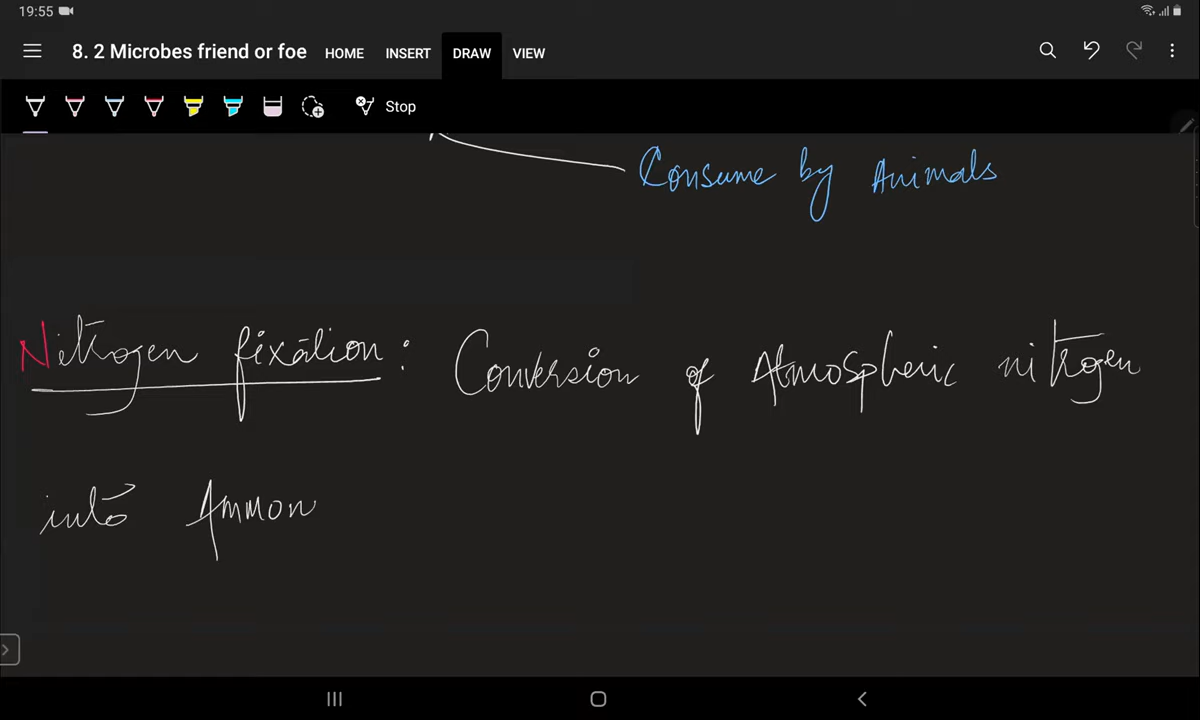 19:55
8. 2 Microbes friend or foe HOME INSERT DRAW VIEW
Stop
Consume by Animals
Nitrogen fixation: Conversion of Atmospheric nitrogen
into Ammon